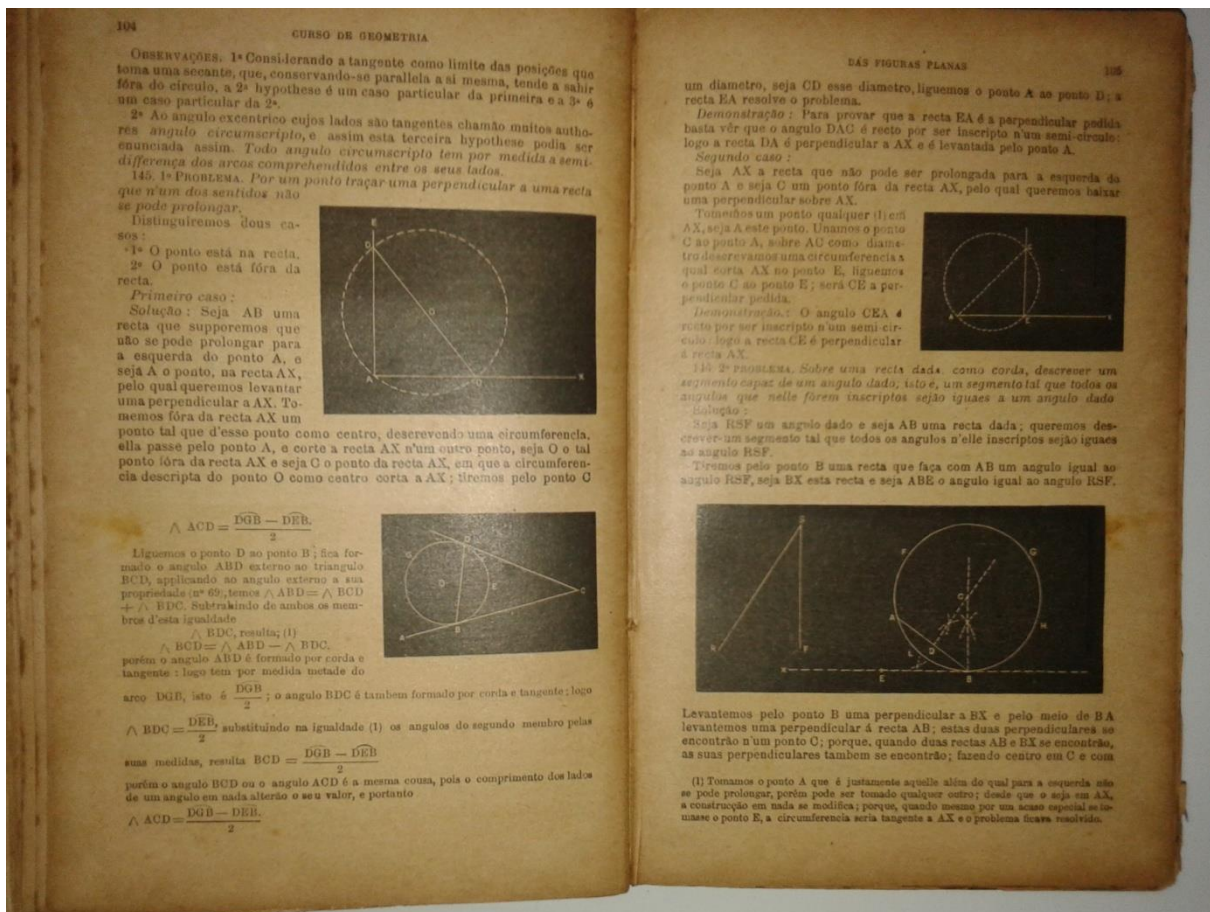 104
CURSO DE GEOMETRIA
OBSERVAÇÕES. 1ª Considerando a tangente como limite das posições que
toma uma secante, que, conservando-se parallela a si mesma, tende a sahir
fóra do circulo, a 2ª hypothese é um caso particular da primeira e a 3ª é
um caso particular da 2ª.
2ª Ao angulo excentrico cujos lados são tangentes chamão muitos autho-
res angulo circumscripto, e assim esta terceira hypothese podia ser
enunciada assim. Todo angulo circumscripto tem por medida a semi-
differença dos arcos comprehendidos entre os seus lados.
145. 1º PROBLEMA. Por um ponto traçar uma perpendicular a uma recta
que n'um dos sentidos não
se pode prolongar.
Distinguiremos dous ca-
sos :
1º O ponto está na recta.
2º O ponto está fóra da
recta.
Primeiro caso :
Solução : Seja AB uma
recta que supporemos que
não se pode prolongar para
a esquerda do ponto A, e
seja A o ponto, na recta AX,
pelo qual queremos levantar
uma perpendicular a AX. To-
memos fóra da recta AX um
ponto tal que d'esso ponto como centro, descrevendo uma circumferencia,
ella passe pelo ponto A, e corte a recta AX n'um outro ponto, seja O o tal
ponto fóra da recta AX e seja C o ponto da recta AX, em que a circumferen-
cia descripta do ponto O como centro corta a AX ; tiremos pelo ponto C
E
D
O
A
C
X
∧ ACD = DGB — DEB.
2
Liguemos o ponto D ao ponto B ; fica for-
mado o angulo ABD externo ao triangulo
BCD, applicando ao angulo externo a sua
propriedade (nº 69), temos ∧ ABD = ∧ BCD
+ ∧ BDC. Subtrahindo de ambos os mem-
bros d'esta igualdade
∧ BDC, resulta; (1)
∧ BCD = ∧ ABD — ∧ BDC.
porém o angulo ABD é formado por corda e
tangente : logo tem por medida metade do
arco DGB, isto é DGB ; o angulo BDC é tambem formado por corda e tangente ; logo
2
∧ BDC = DEB, substituindo na igualdade (1) os angulos do segundo membro pelas
2
suas medidas, resulta BCD = DGB — DEB
2
porém o angulo BCD ou o angulo ACD é a mesma cousa, pois o comprimento dos lados
de um angulo em nada alterão o seu valor, e portanto
∧ ACD = DGB — DEB.
2
D
G
O
E
C
A
B
DAS FIGURAS PLANAS
105
um diametro, seja CD esse diametro, liguemos o ponto A ao ponto D ; a
recta EA resolve o problema.
Demonstração : Para provar que a recta EA é a perpendicular pedida
basta vêr que o angulo DAC é recto por ser inscripto n'um semi-circulo :
logo a recta DA é perpendicular a AX e é levantada pelo ponto A.
Segundo caso :
Seja AX a recta que não pode ser prolongada para a esquerda do
ponto A e seja C um ponto fóra da recta AX, pelo qual queremos baixar
uma perpendicular sobre AX.
Tomemos um ponto qualquer (1) em
AX, seja A este ponto. Unamos o ponto
C ao ponto A, sobre AC como diame-
tro descrevamos uma circumferencia a
qual corta AX no ponto E, liguemos
o ponto C ao ponto E ; será CE a per-
pendicular pedida.
Demonstração. : O angulo CEA é
recto por ser inscripto n'um semi cir-
culo : logo a recta CE é perpendicular
á recta AX.
2º PROBLEMA. Sobre uma recta dada, como corda, descrever um
segmento capaz de um angulo dado, isto é, um segmento tal que todos os
angulos que nelle fôrem inscriptos sejão iguaes a um angulo dado
Solução :
Seja RSF um angulo dado e seja AB uma recta dada ; queremos des-
crever um segmento tal que todos os angulos n'elle inscriptos sejão iguaes
ao angulo RSF.
Tiremos pelo ponto B uma recta que faça com AB um angulo igual ao
angulo RSF, seja BX esta recta e seja ABE o angulo igual ao angulo RSF.
C
A
E
S
R
F
F
G
C
A
H
L
D
X
E
B
Levantemos pelo ponto B uma perpendicular a BX e pelo meio de BA
levantemos uma perpendicular á recta AB ; estas duas perpendiculares se
encontrão n'um ponto C ; porque, quando duas rectas AB e BX se encontrão,
as suas perpendiculares tambem se encontrão ; fazendo centro em C e com
(1) Tomamos o ponto A que é justamente aquelle além do qual para a esquerda não
se pode prolongar, porém pode ser tomado qualquer outro ; desde que o seja em AX,
a construcção em nada se modifica ; porque, quando mesmo por um acaso especial se to-
masse o ponto E, a circumferencia seria tangente a AX e o problema ficava resolvido.